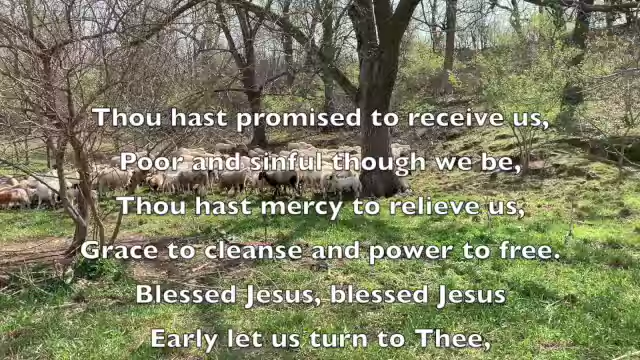 Thou hast promised to receive us,
Poor and sinful though we be,
Thou hast mercy to relieve us,
Grace to cleanse and power to free.
Blessed Jesus, blessed Jesus
Early let us turn to Thee,